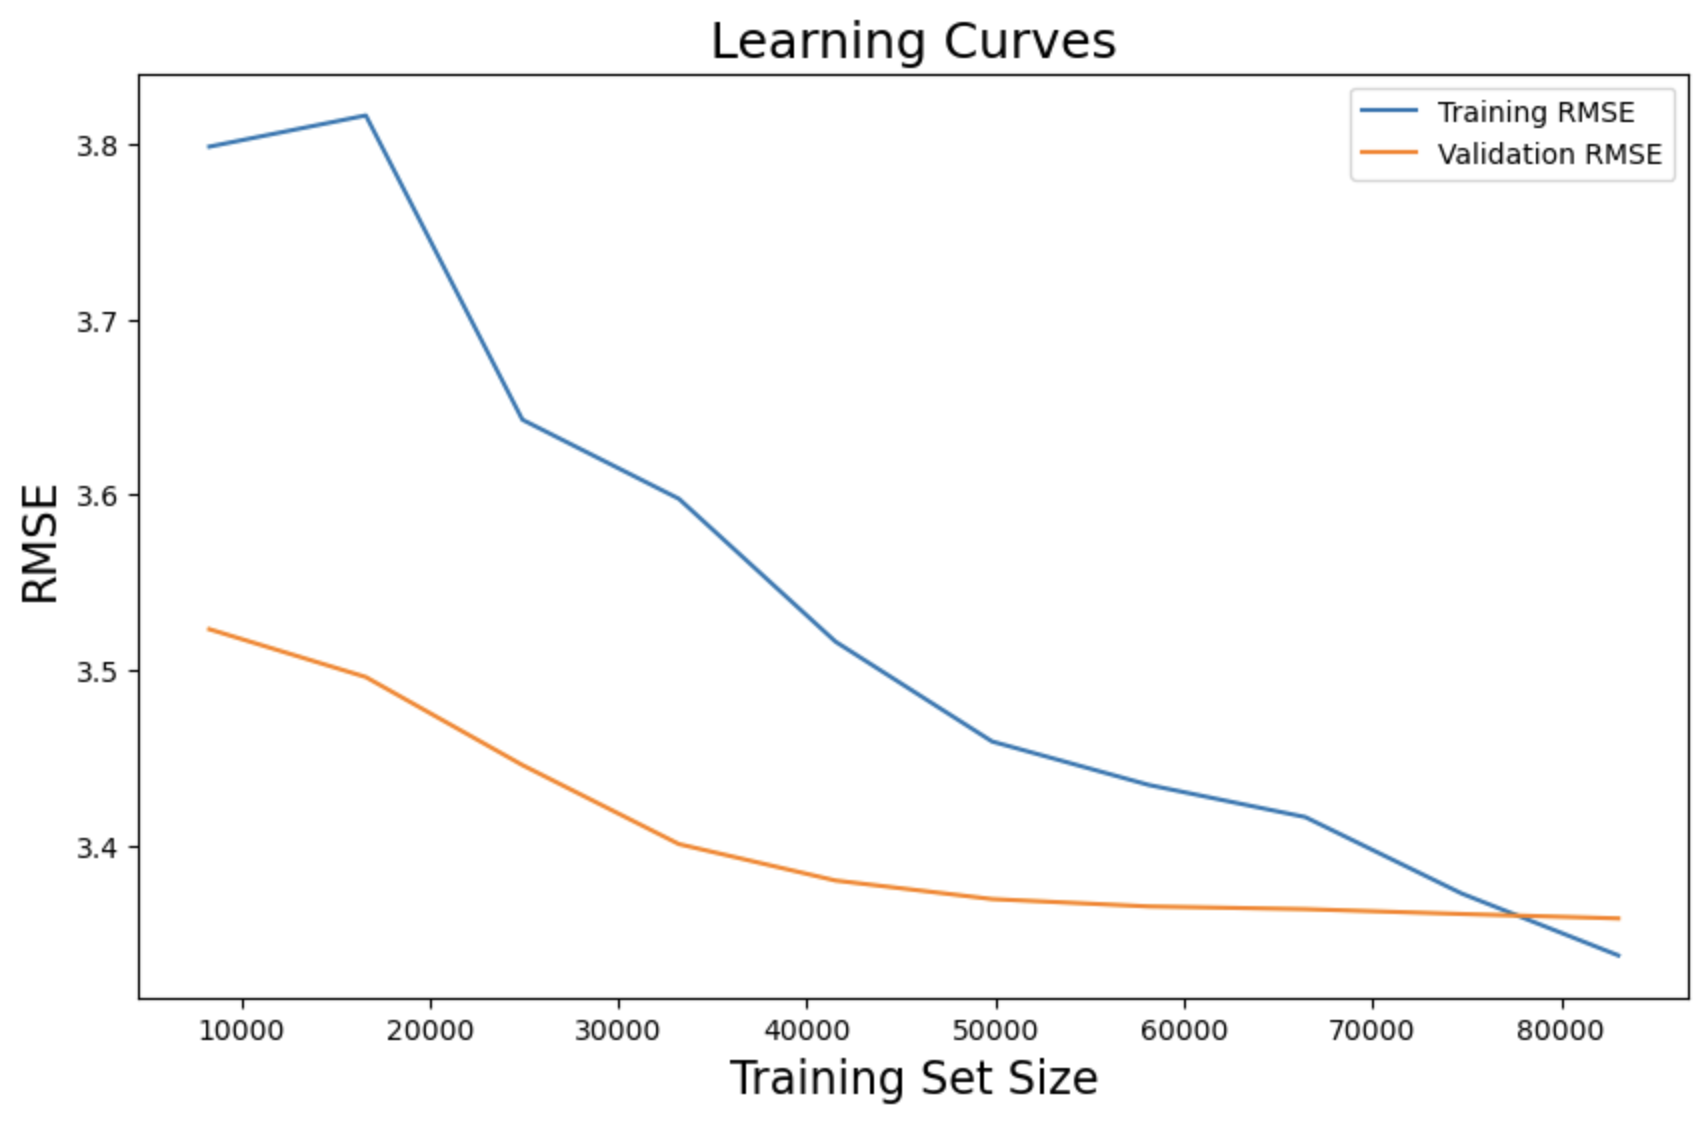 Learning Curves
Training RMSE
Validation RMSE
3.8
3.7
3.6
3.5
3.4
RMSE
10000 20000 30000 40000 50000 60000 70000 80000
Training Set Size